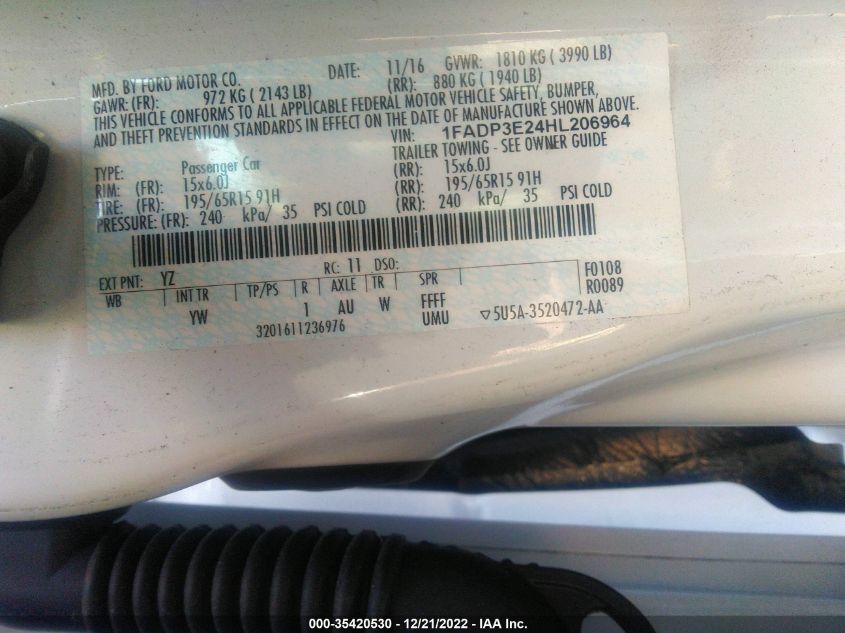 MFD. BY FORD MOTOR CO. DATE: 11/16 GVWR: 1810 KG ( 3990 LB)
GAWR: (FR): 972 KG ( 2143 LB) (RR): 880 KG ( 1940 LB)
THIS VEHICLE CONFORMS TO ALL APPLICABLE FEDERAL MOTOR VEHICLE SAFETY, BUMPER,
AND THEFT PREVENTION STANDARDS IN EFFECT ON THE DATE OF MANUFACTURE SHOWN ABOVE.
VIN: 1FADP3E24HL206964
TYPE: Passenger Car TRAILER TOWING - SEE OWNER GUIDE
RIM: (FR): 15x6.0J (RR): 15x6.0J
TIRE: (FR): 195/65R15 91H (RR): 195/65R15 91H
PRESSURE: (FR): 240 kPa/ 35 PSI COLD (RR): 240 kPa/ 35 PSI COLD
EXT PNT: YZ RC: 11 DSO: F0108
WB INT TR TP/PS R AXLE TR SPR R0089
YW 1 AU W FFFF
3201611236976 UMU ▽5U5A-3520472-AA
000-35420530 - 12/21/2022 - IAA Inc.